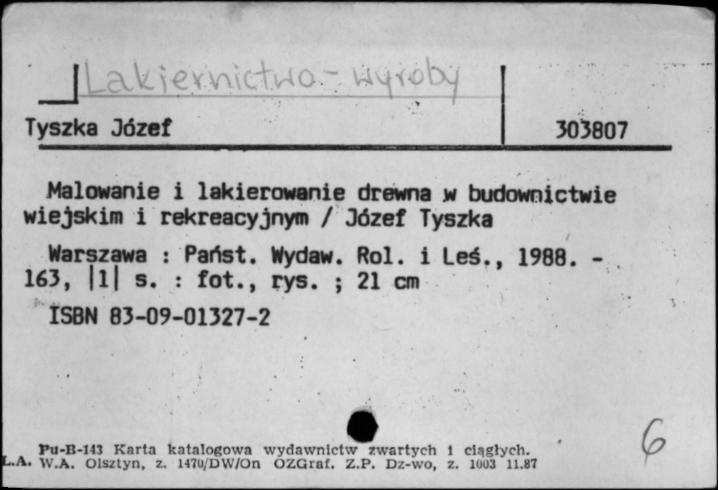 Lakiernictwo - wyroby
Tyszka Józef 303807
Malowanie i lakierowanie drewna w budownictwie
wiejskim i rekreacyjnym / Józef Tyszka
Warszawa : Państ. Wydaw. Rol. i Leś., 1988. -
163, |1| s. : fot., rys. ; 21 cm
ISBN 83-09-01327-2
6
Pu-B-143 Karta katalogowa wydawnictw zwartych i ciągłych.
L.A. W.A. Olsztyn, z. 1470/DW/On OZGraf. Z.P. Dz-wo, z. 1003 11.87